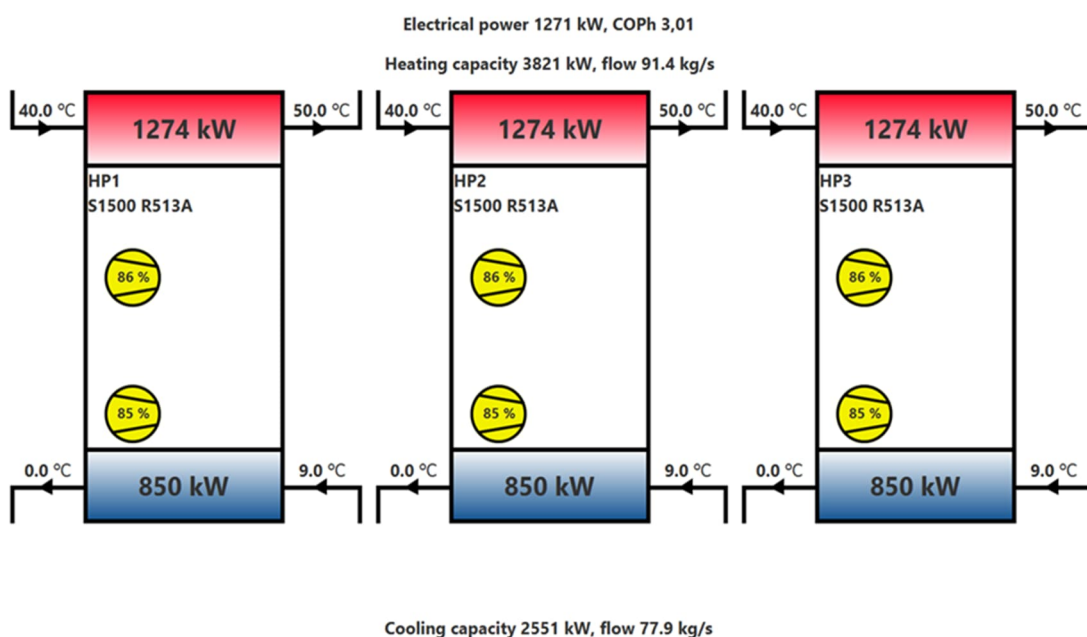 Electrical power 1271 kW, COPh 3,01
Heating capacity 3821 kW, flow 91.4 kg/s
40.0 °C 50.0 °C 40.0 °C 50.0 °C 40.0 °C 50.0 °C
1274 kW 1274 kW 1274 kW
HP1 HP2 HP3
S1500 R513A S1500 R513A S1500 R513A
86 % 86 % 86 %
85 % 85 % 85 %
0.0 °C 9.0 °C 0.0 °C 9.0 °C 0.0 °C 9.0 °C
850 kW 850 kW 850 kW
Cooling capacity 2551 kW, flow 77.9 kg/s